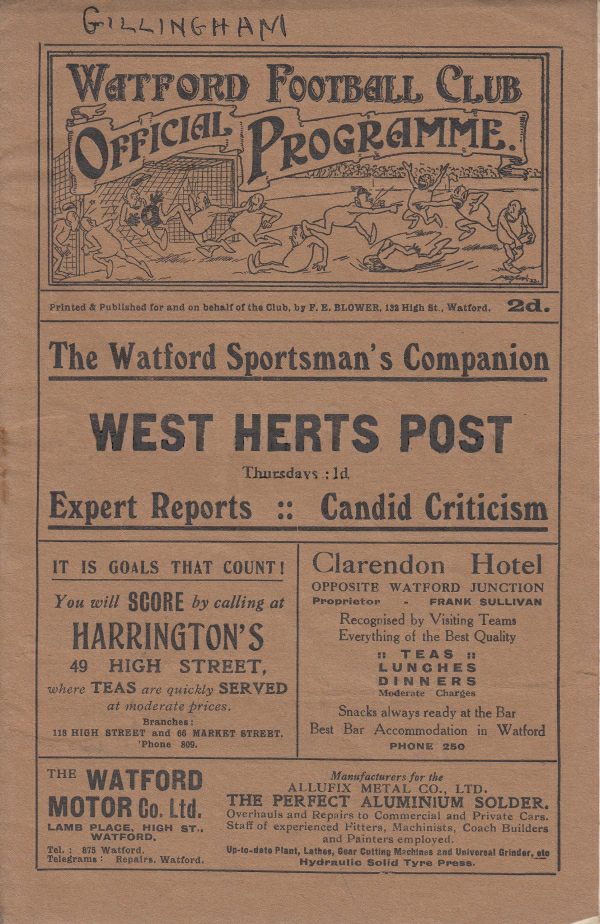 GILLINGHAM
WATFORD FOOTBALL CLUB
OFFICIAL PROGRAMME.
Printed & Published for and on behalf of the Club, by F. E. BLOWER, 132 High St., Watford. 2d.
The Watford Sportsman's Companion
WEST HERTS POST
Thursdays : 1d.
Expert Reports :: Candid Criticism
IT IS GOALS THAT COUNT!
You will SCORE by calling at
HARRINGTON'S
49 HIGH STREET,
where TEAS are quickly SERVED
at moderate prices.
Branches:
118 HIGH STREET and 66 MARKET STREET.
'Phone 809.
Clarendon Hotel
OPPOSITE WATFORD JUNCTION
Proprietor - FRANK SULLIVAN
Recognised by Visiting Teams
Everything of the Best Quality
:: TEAS ::
LUNCHES
DINNERS
Moderate Charges
Snacks always ready at the Bar
Best Bar Accommodation in Watford
PHONE 250
THE WATFORD
MOTOR Co. Ltd.
LAMB PLACE, HIGH ST.,
WATFORD.
Tel. : 875 Watford.
Telegrams : Repairs, Watford.
Manufacturers for the
ALLUFIX METAL CO., LTD.
THE PERFECT ALUMINIUM SOLDER.
Overhauls and Repairs to Commercial and Private Cars.
Staff of experienced Fitters, Machinists, Coach Builders
and Painters employed.
Up-to-date Plant, Lathes, Gear Cutting Machines and Universal Grinder, etc
Hydraulic Solid Tyre Press.